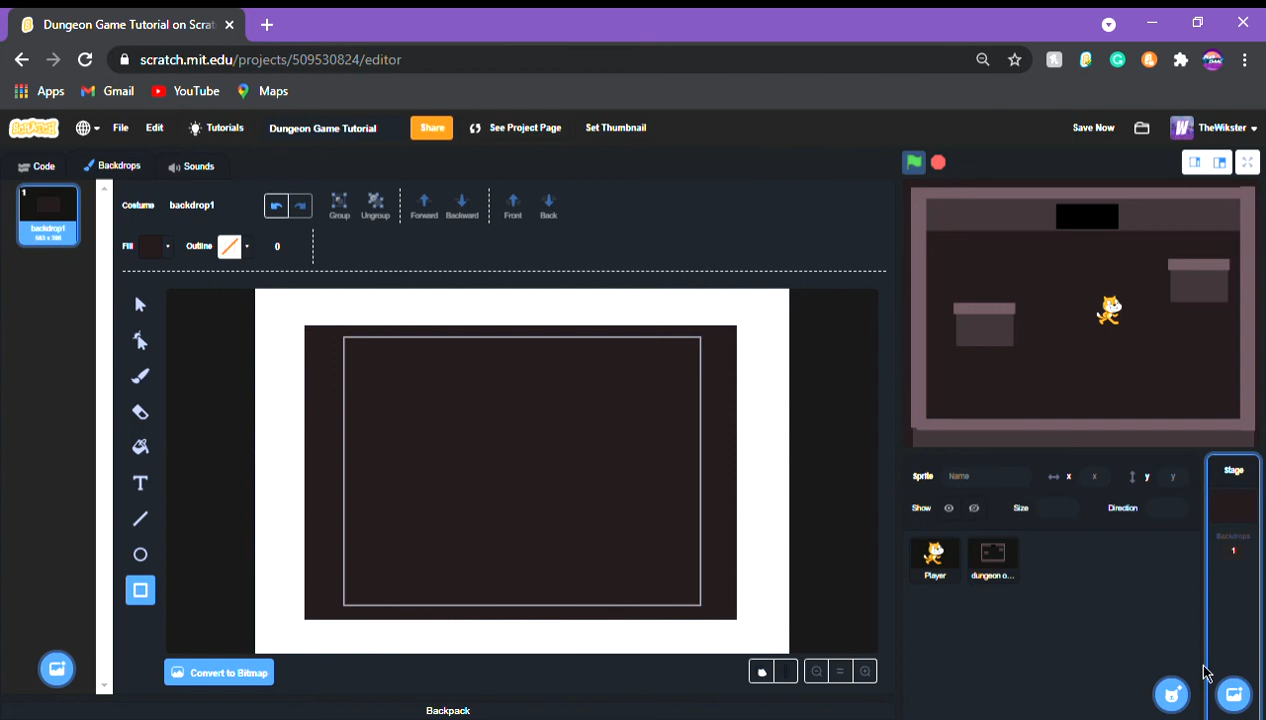 Dungeon Game Tutorial on Scrat
scratch.mit.edu/projects/509530824/editor
Apps Gmail YouTube Maps
SCRATCH File Edit Tutorials Dungeon Game Tutorial Share See Project Page Set Thumbnail Save Now W TheWikster
Code Backdrops Sounds
1
backdrop1
Costume backdrop1 Group Ungroup Forward Backward Front Back
Fill Outline 0
T
Convert to Bitmap
Backpack
Sprite Name x x y y
Show Size Direction
Player dungeon o...
Stage
Backdrops
1